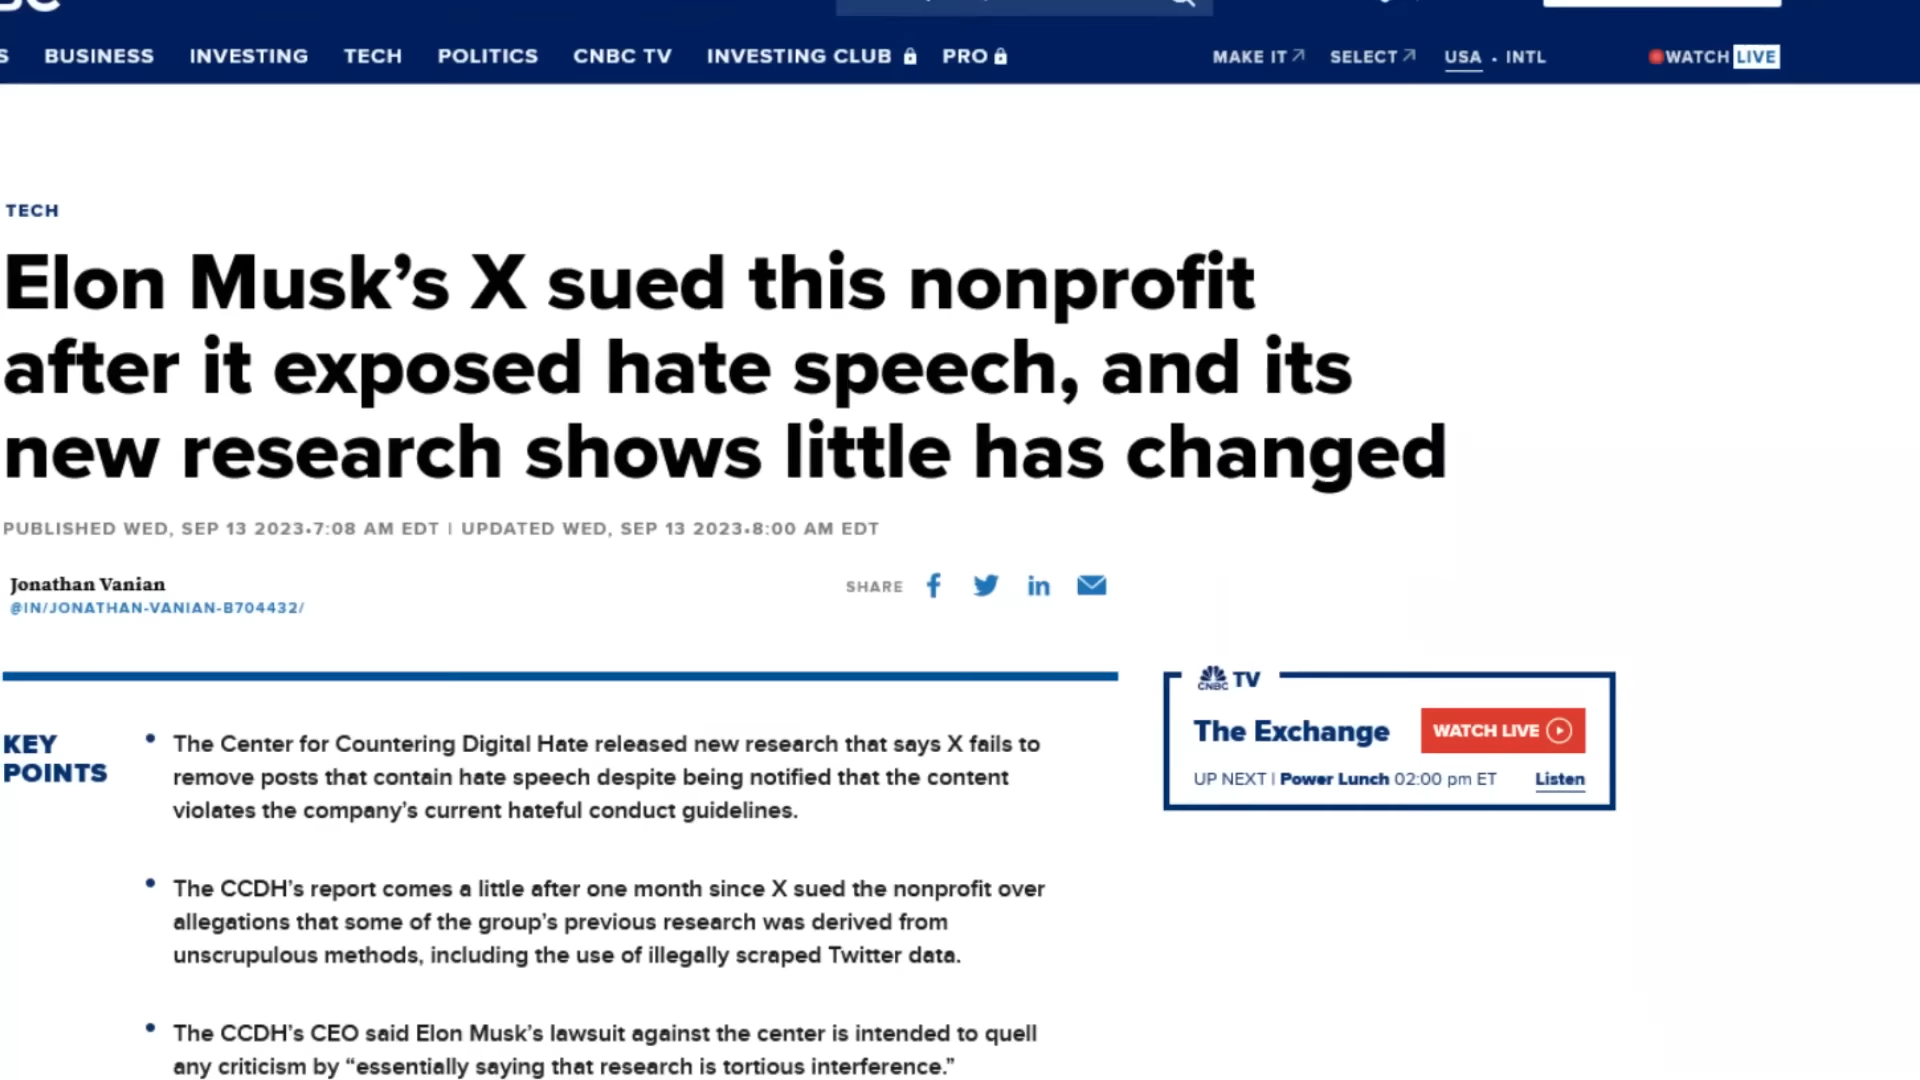 BUSINESS INVESTING TECH POLITICS CNBC TV INVESTING CLUB PRO MAKE IT SELECT USA · INTL WATCH LIVE
TECH
Elon Musk’s X sued this nonprofit
after it exposed hate speech, and its
new research shows little has changed
PUBLISHED WED, SEP 13 2023•7:08 AM EDT | UPDATED WED, SEP 13 2023•8:00 AM EDT
Jonathan Vanian
@IN/JONATHAN-VANIAN-B704432/
SHARE
CNBC TV
The Exchange WATCH LIVE
UP NEXT | Power Lunch 02:00 pm ET Listen
KEY
POINTS
• The Center for Countering Digital Hate released new research that says X fails to
remove posts that contain hate speech despite being notified that the content
violates the company’s current hateful conduct guidelines.
• The CCDH’s report comes a little after one month since X sued the nonprofit over
allegations that some of the group’s previous research was derived from
unscrupulous methods, including the use of illegally scraped Twitter data.
• The CCDH’s CEO said Elon Musk’s lawsuit against the center is intended to quell
any criticism by “essentially saying that research is tortious interference.”